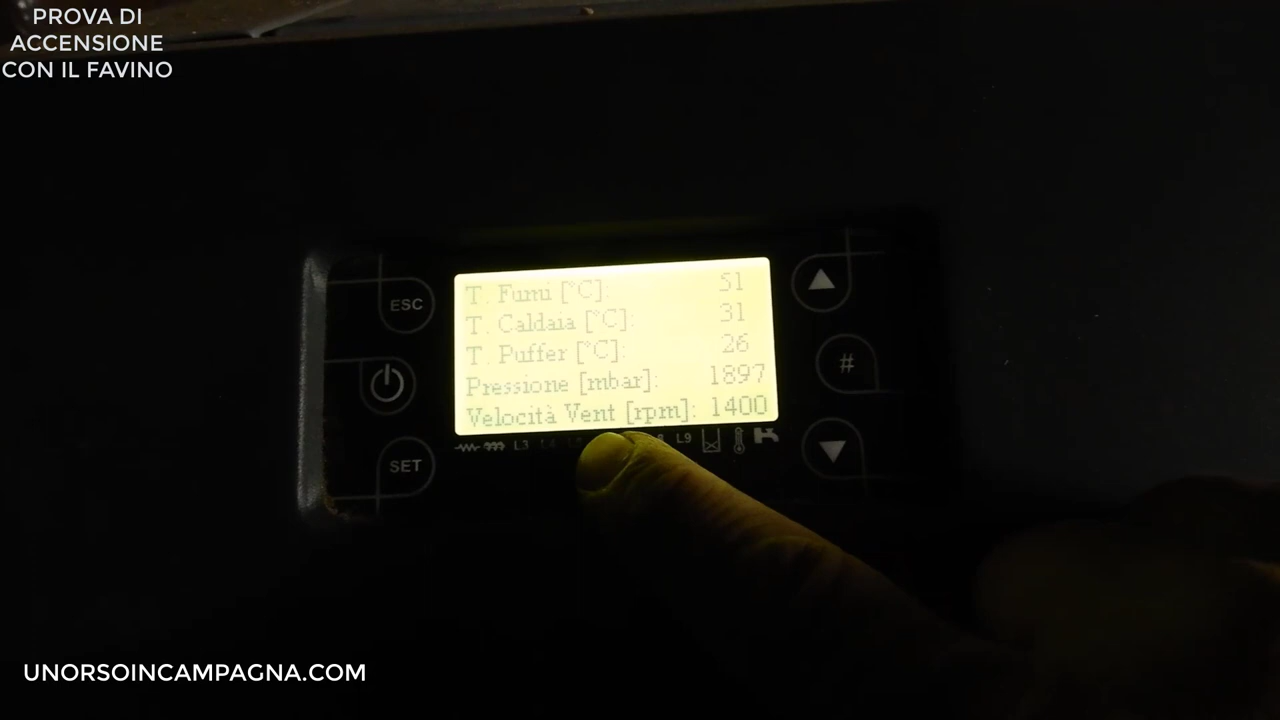 PROVA DI
ACCENSIONE
CON IL FAVINO
T. Fumi [°C]: 51
T. Caldaia [°C]: 31
T. Puffer [°C]: 26
Pressione [mbar]: 1897
Velocità Vent [rpm]: 1400
ESC
SET
#
L3 L4 L9
UNORSOINCAMPAGNA.COM